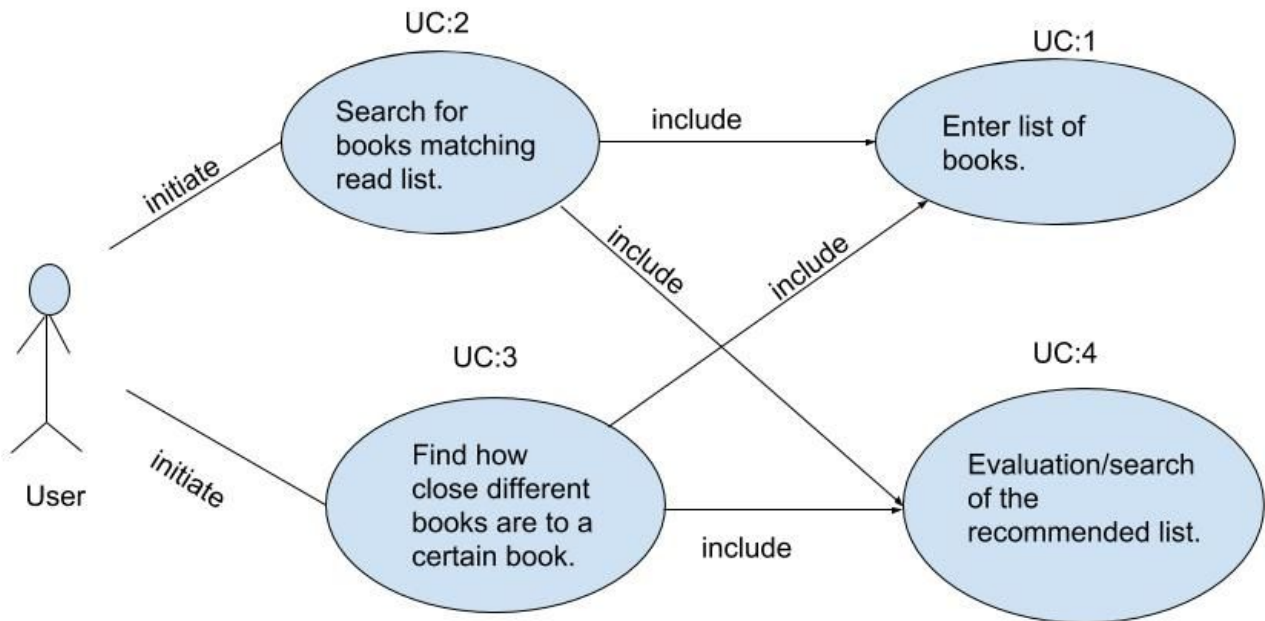 UC:2
Search for
books matching
read list.
include
UC:1
Enter list of
books.
initiate
include
include
User
initiate
UC:3
Find how
close different
books are to a
certain book.
include
UC:4
Evaluation/search
of the
recommended list.